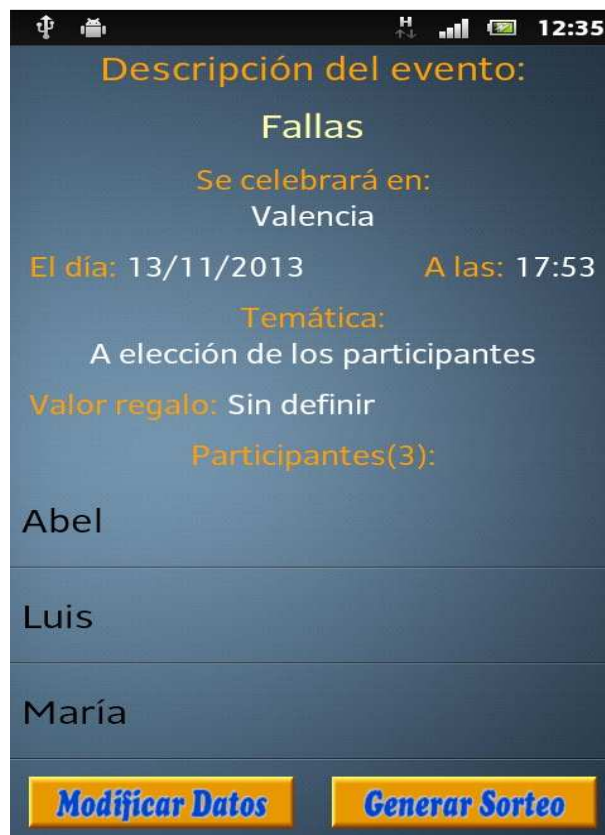 H 12:35
Descripción del evento:
Fallas
Se celebrará en:
Valencia
El día: 13/11/2013 A las: 17:53
Temática:
A elección de los participantes
Valor regalo: Sin definir
Participantes(3):
Abel
Luis
María
Modificar Datos Generar Sorteo